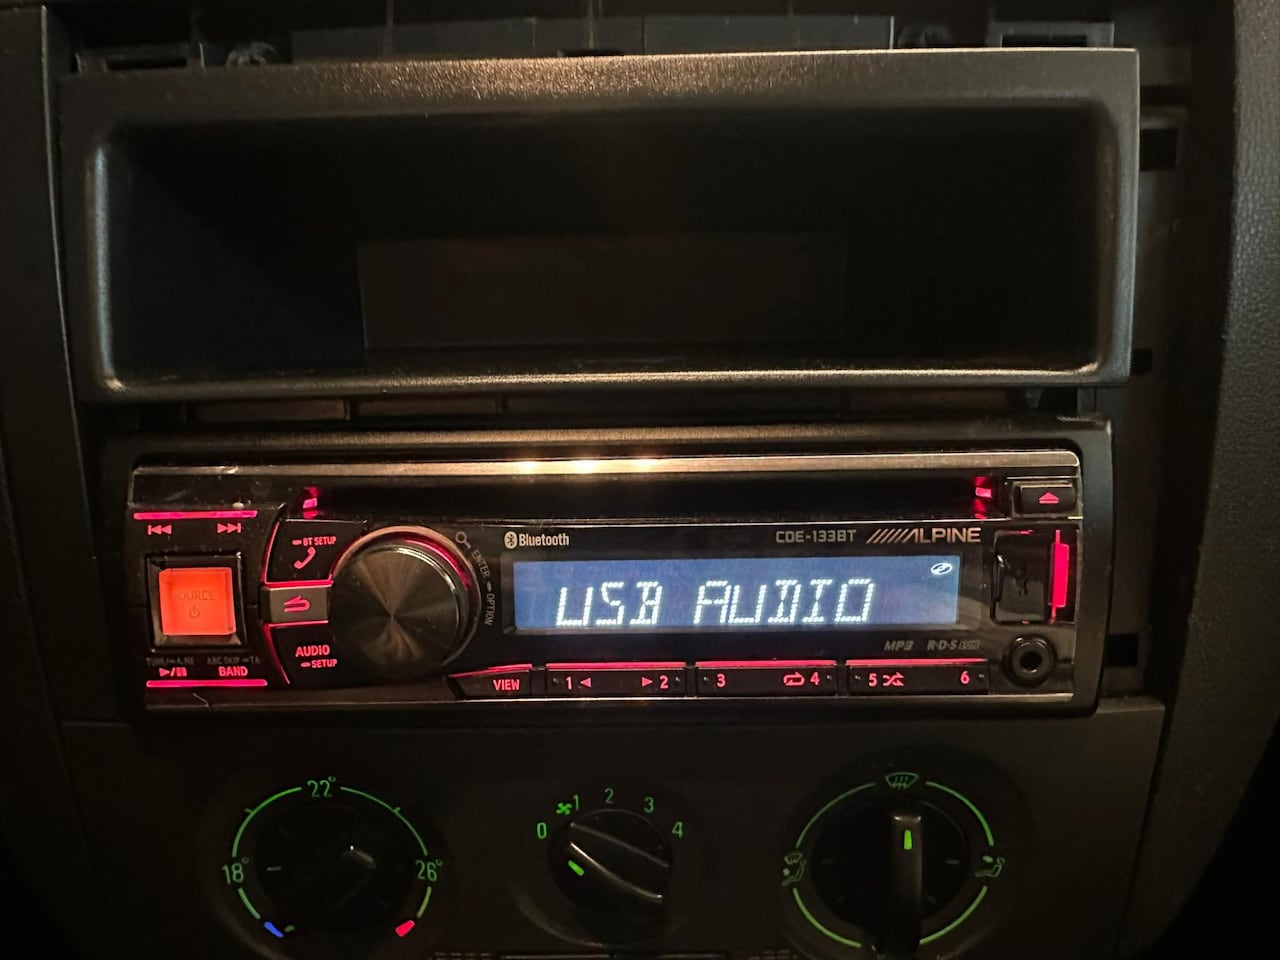 Bluetooth CDE-133BT ALPINE
BT SETUP
ENTER
OPTION
USB AUDIO
SOURCE
AUDIO
SETUP
BAND
MP3 R·D·S EON
VIEW 1 2 3 4 5 6
22°
18° 26°
0 1 2 3 4